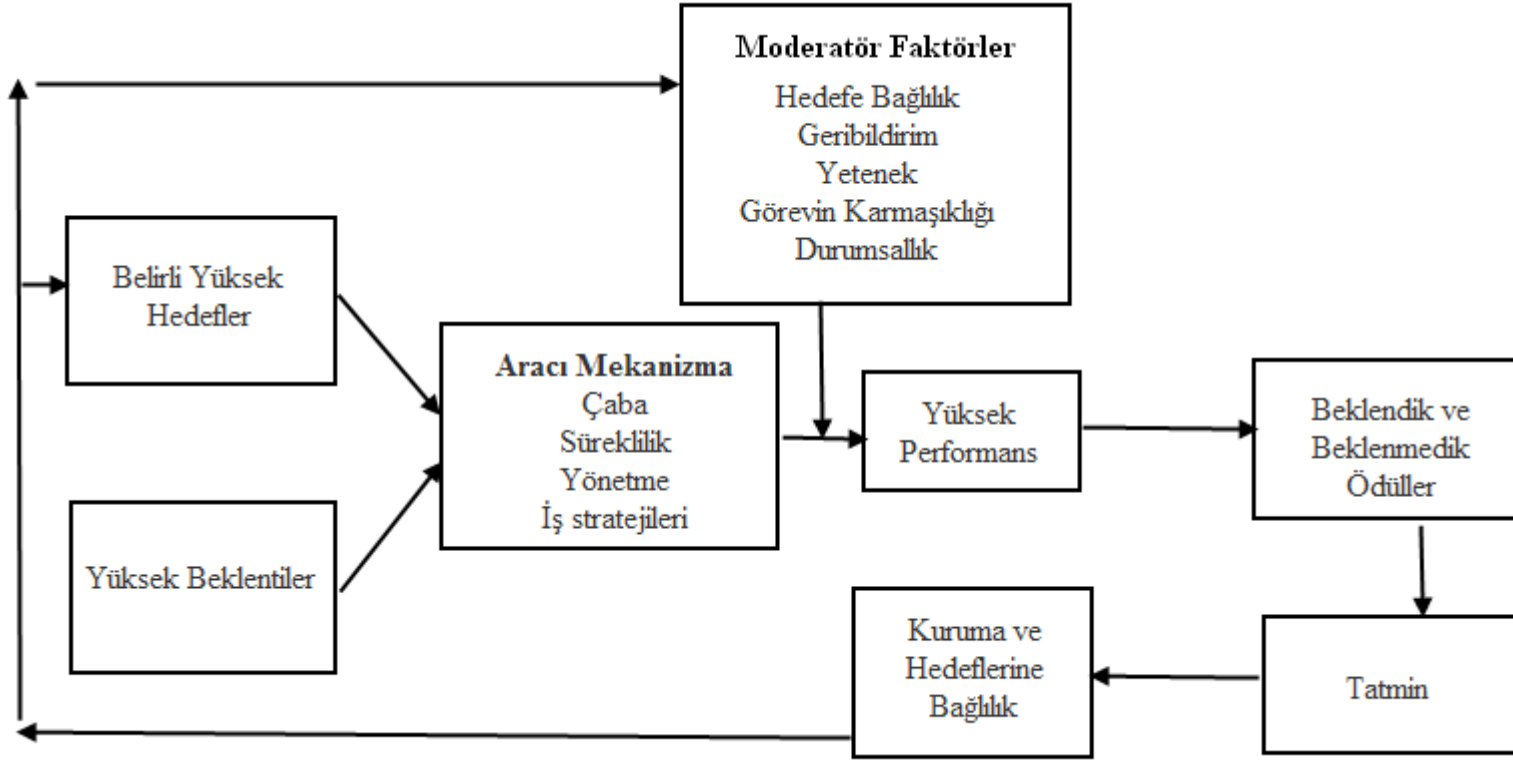 Moderatör Faktörler
Hedefe Bağlılık
Geribildirim
Yetenek
Görevin Karmaşıklığı
Durumsallık
Belirli Yüksek
Hedefler
Aracı Mekanizma
Çaba
Süreklilik
Yönetme
İş stratejileri
Yüksek Beklentiler
Yüksek
Performans
Beklendik ve
Beklenmedik
Ödüller
Tatmin
Kuruma ve
Hedeflerine
Bağlılık